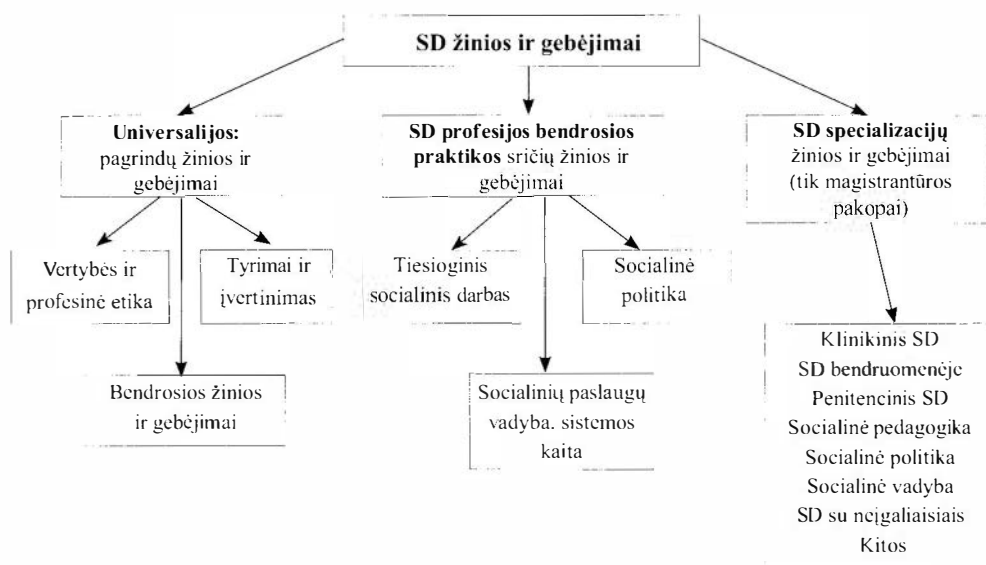 SD žinios ir gebėjimai
Universalijos:
pagrindų žinios ir
gebėjimai
SD profesijos bendrosios
praktikos sričių žinios ir
gebėjimai
SD specializacijų
žinios ir gebėjimai
(tik magistrantūros
pakopai)
Vertybės ir
profesinė etika
Tyrimai ir
įvertinimas
Tiesioginis
socialinis darbas
Socialinė
politika
Bendrosios žinios
ir gebėjimai
Socialinių paslaugų
vadyba. sistemos
kaita
Klinikinis SD
SD bendruomenėje
Penitencinis SD
Socialinė pedagogika
Socialinė politika
Socialinė vadyba
SD su neįgaliaisiais
Kitos